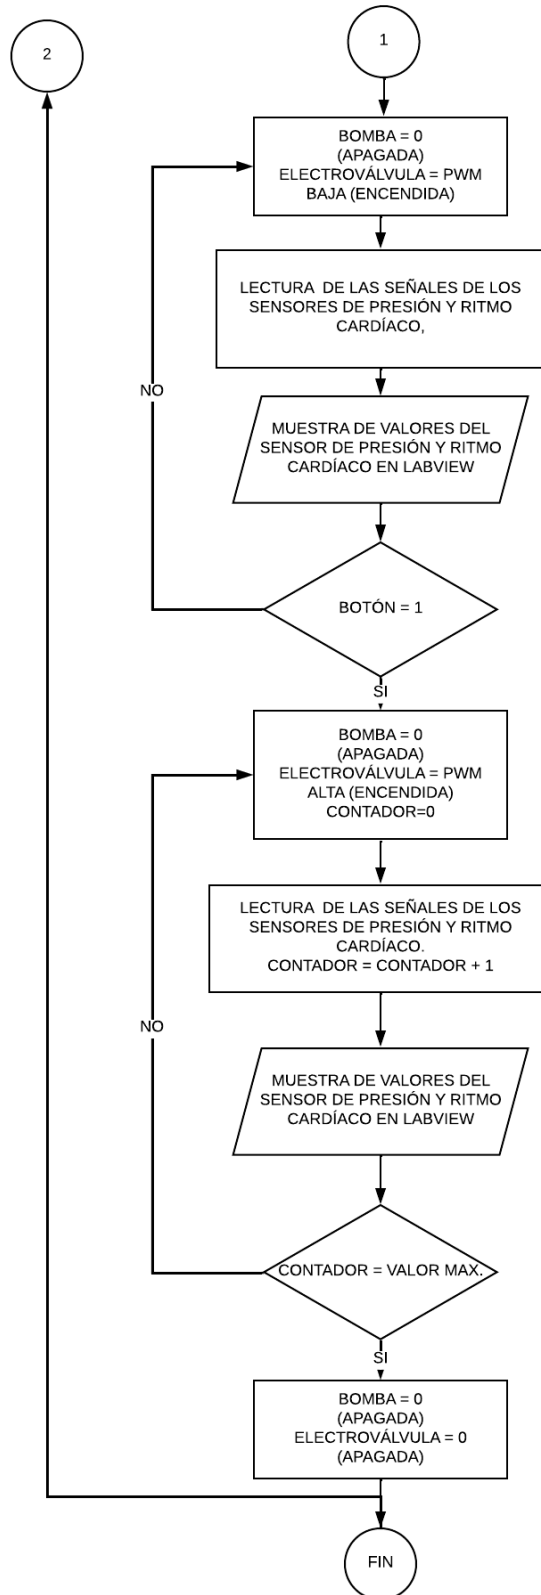 2
1
BOMBA = 0
(APAGADA)
ELECTROVÁLVULA = PWM
BAJA (ENCENDIDA)
LECTURA DE LAS SEÑALES DE LOS
SENSORES DE PRESIÓN Y RITMO
CARDÍACO,
NO
MUESTRA DE VALORES DEL
SENSOR DE PRESIÓN Y RITMO
CARDÍACO EN LABVIEW
BOTÓN = 1
SI
BOMBA = 0
(APAGADA)
ELECTROVÁLVULA = PWM
ALTA (ENCENDIDA)
CONTADOR=0
LECTURA DE LAS SEÑALES DE LOS
SENSORES DE PRESIÓN Y RITMO
CARDÍACO.
CONTADOR = CONTADOR + 1
NO
MUESTRA DE VALORES DEL
SENSOR DE PRESIÓN Y RITMO
CARDÍACO EN LABVIEW
CONTADOR = VALOR MAX.
SI
BOMBA = 0
(APAGADA)
ELECTROVÁLVULA = 0
(APAGADA)
FIN